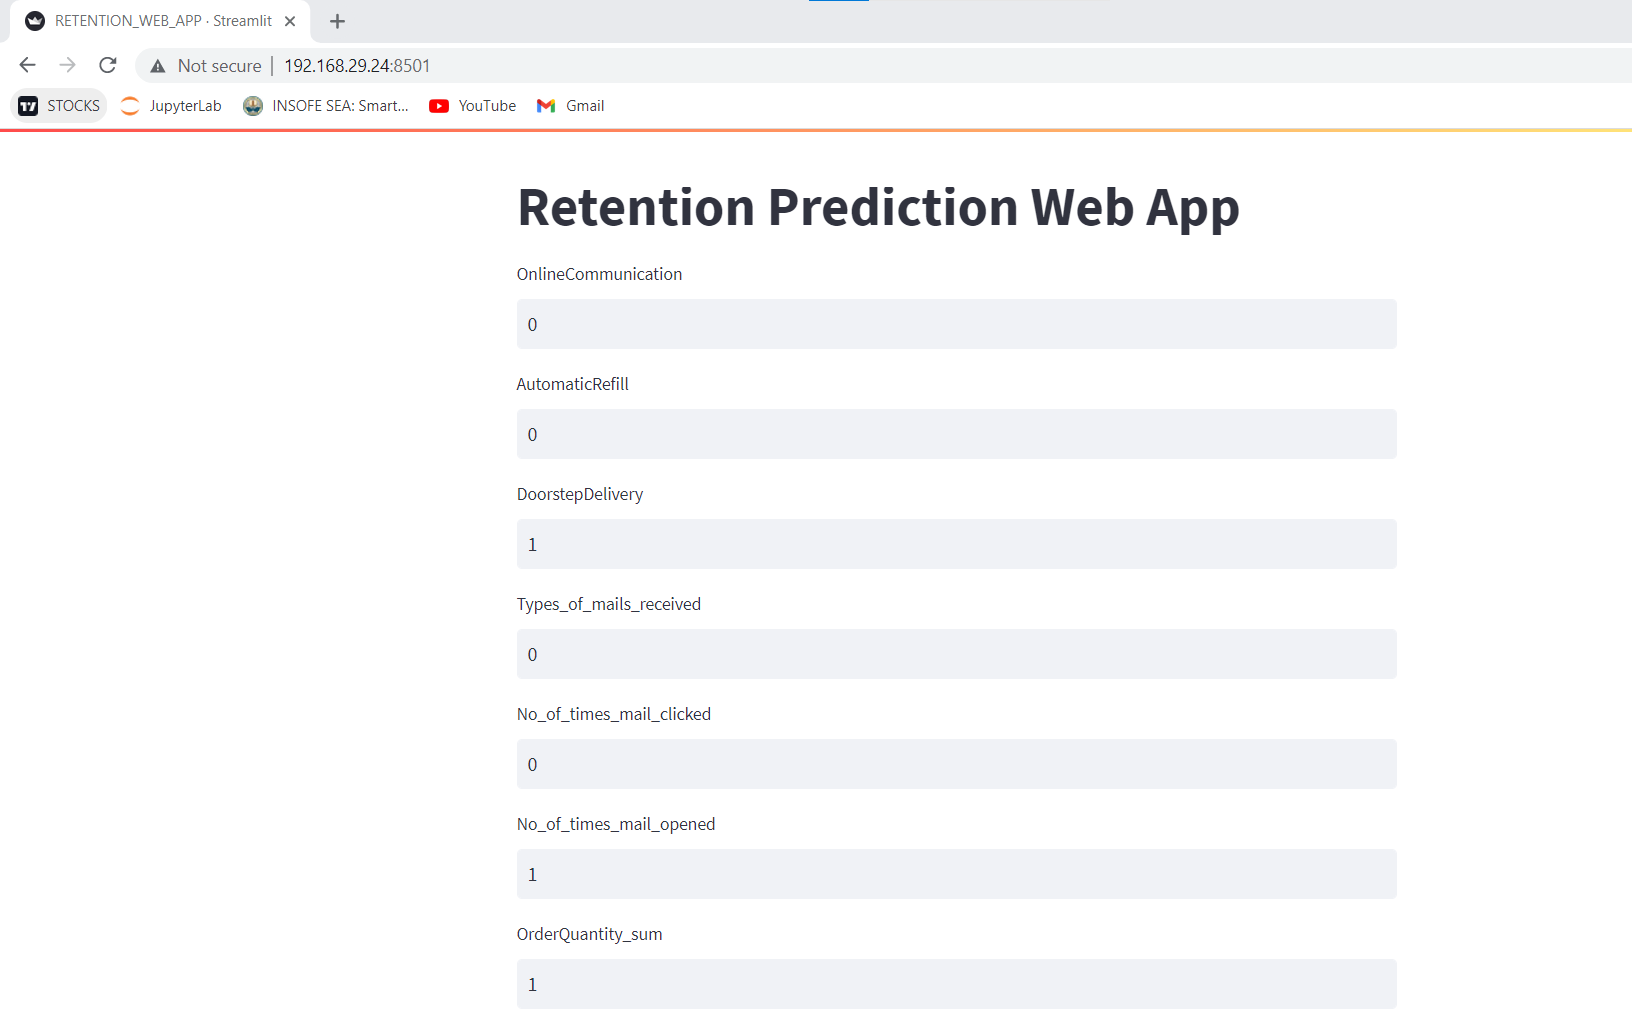 RETENTION_WEB_APP · Streamlit
Not secure | 192.168.29.24:8501
STOCKS JupyterLab INSOFE SEA: Smart... YouTube Gmail
Retention Prediction Web App
OnlineCommunication
0
AutomaticRefill
0
DoorstepDelivery
1
Types_of_mails_received
0
No_of_times_mail_clicked
0
No_of_times_mail_opened
1
OrderQuantity_sum
1